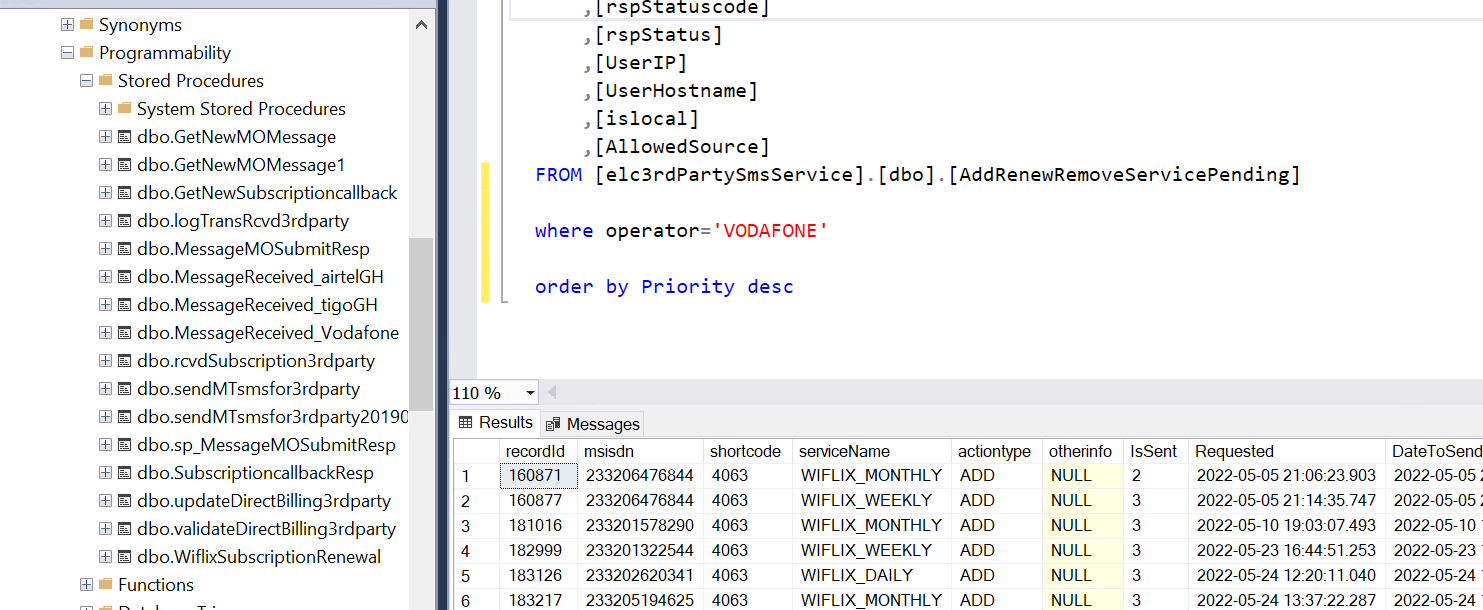 Synonyms
Programmability
Stored Procedures
System Stored Procedures
dbo.GetNewMOMessage
dbo.GetNewMOMessage1
dbo.GetNewSubscriptioncallback
dbo.logTransRcvd3rdparty
dbo.MessageMOSubmitResp
dbo.MessageReceived_airtelGH
dbo.MessageReceived_tigoGH
dbo.MessageReceived_Vodafone
dbo.rcvdSubscription3rdparty
dbo.sendMTsmsfor3rdparty
dbo.sendMTsmsfor3rdparty20190
dbo.sp_MessageMOSubmitResp
dbo.SubscriptioncallbackResp
dbo.updateDirectBilling3rdparty
dbo.validateDirectBilling3rdparty
dbo.WiflixSubscriptionRenewal
Functions
,[rspStatuscode]
,[rspStatus]
,[UserIP]
,[UserHostname]
,[islocal]
,[AllowedSource]
FROM [elc3rdPartySmsService].[dbo].[AddRenewRemoveServicePending]
where operator='VODAFONE'
order by Priority desc
110 %
Results Messages
recordId msisdn shortcode serviceName actiontype otherinfo IsSent Requested DateToSend
1 160871 233206476844 4063 WIFLIX_MONTHLY ADD NULL 2 2022-05-05 21:06:23.903 2022-05-05 2
2 160877 233206476844 4063 WIFLIX_WEEKLY ADD NULL 3 2022-05-05 21:14:35.747 2022-05-05 2
3 181016 233201578290 4063 WIFLIX_MONTHLY ADD NULL 3 2022-05-10 19:03:07.493 2022-05-10 1
4 182999 233201322544 4063 WIFLIX_WEEKLY ADD NULL 3 2022-05-23 16:44:51.253 2022-05-23 1
5 183126 233202620341 4063 WIFLIX_DAILY ADD NULL 3 2022-05-24 12:20:11.040 2022-05-24 1
6 183217 233205194625 4063 WIFLIX_MONTHLY ADD NULL 3 2022-05-24 13:37:22.287 2022-05-24 1